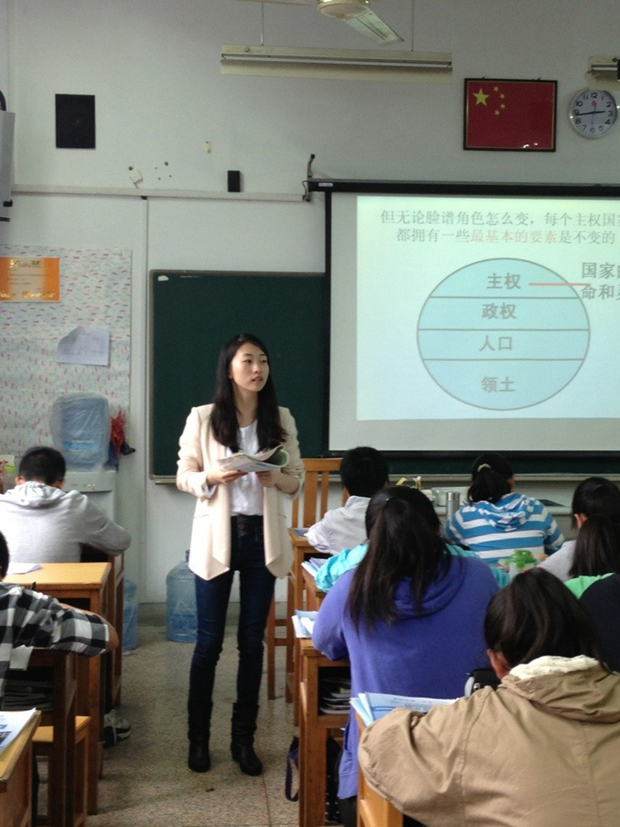 但无论脸谱角色怎么变，每个主权国
都拥有一些最基本的要素是不变的
主权
国家的
命和
政权
人口
领土